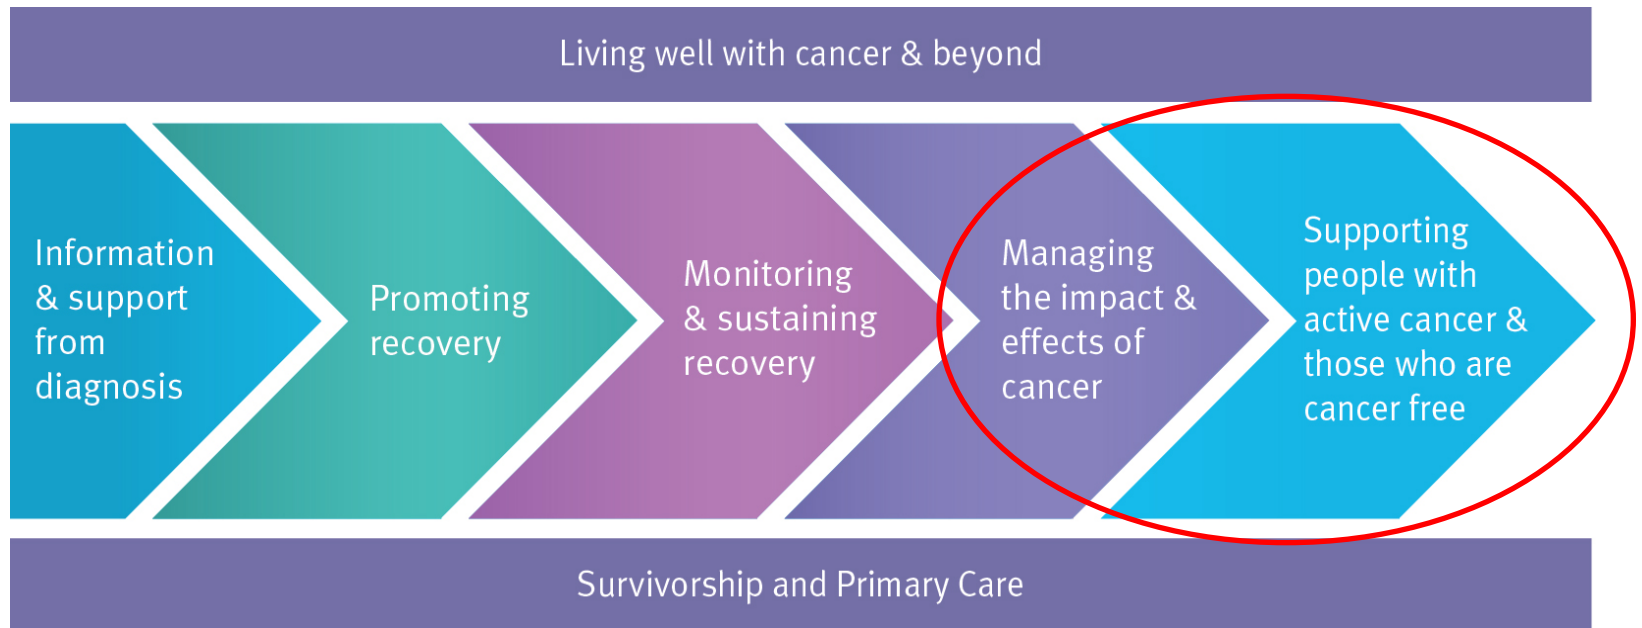 Living well with cancer & beyond
Information
& support
from
diagnosis
Promoting
recovery
Monitoring
& sustaining
recovery
Managing
the impact &
effects of
cancer
Supporting
people with
active cancer &
those who are
cancer free
Survivorship and Primary Care